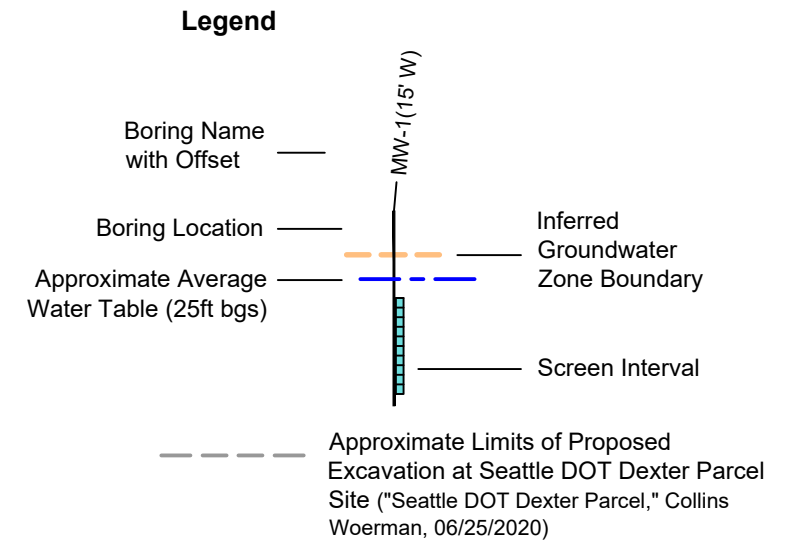 Legend
MW-1(15' W)
Boring Name
with Offset
Boring Location
Inferred
Groundwater
Zone Boundary
Approximate Average
Water Table (25ft bgs)
Screen Interval
Approximate Limits of Proposed
Excavation at Seattle DOT Dexter Parcel
Site ("Seattle DOT Dexter Parcel," Collins
Woerman, 06/25/2020)